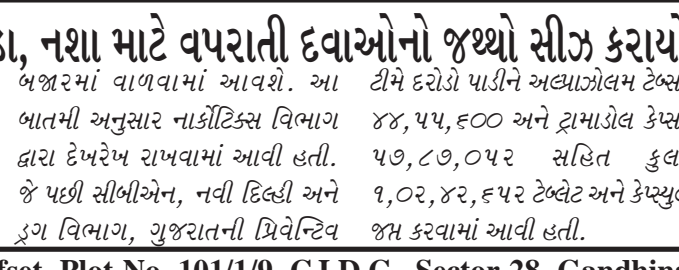 નશા માટે વપરાતી દવાઓનો જથ્થો સીઝ કરાયો
બજારમાં વાળવામાં આવશે. આ
બાતમી અનુસાર નાર્કોટિક્સ વિભાગ
દ્વારા દેખરેખ રાખવામાં આવી હતી.
જે પછી સીબીએન, નવી દિલ્હી અને
ડ્રગ વિભાગ, ગુજરાતની પ્રિવેન્ટિવ
ટીમે દરોડો પાડીને અલ્પ્રાઝોલમ ટેબ્સ
૪૪,૫૫,૬૦૦ અને ટ્રામાડોલ કેપ્સ
૫૭,૮૭,૦૫૨ સહિત કુલ
૧,૦૨,૪૨,૬૫૨ ટેબ્લેટ અને કેપ્સ્યુલ
જપ્ત કરવામાં આવી હતી.
Plot No. 101/1/9, G.I.D.C., Sector-28, Gandhina